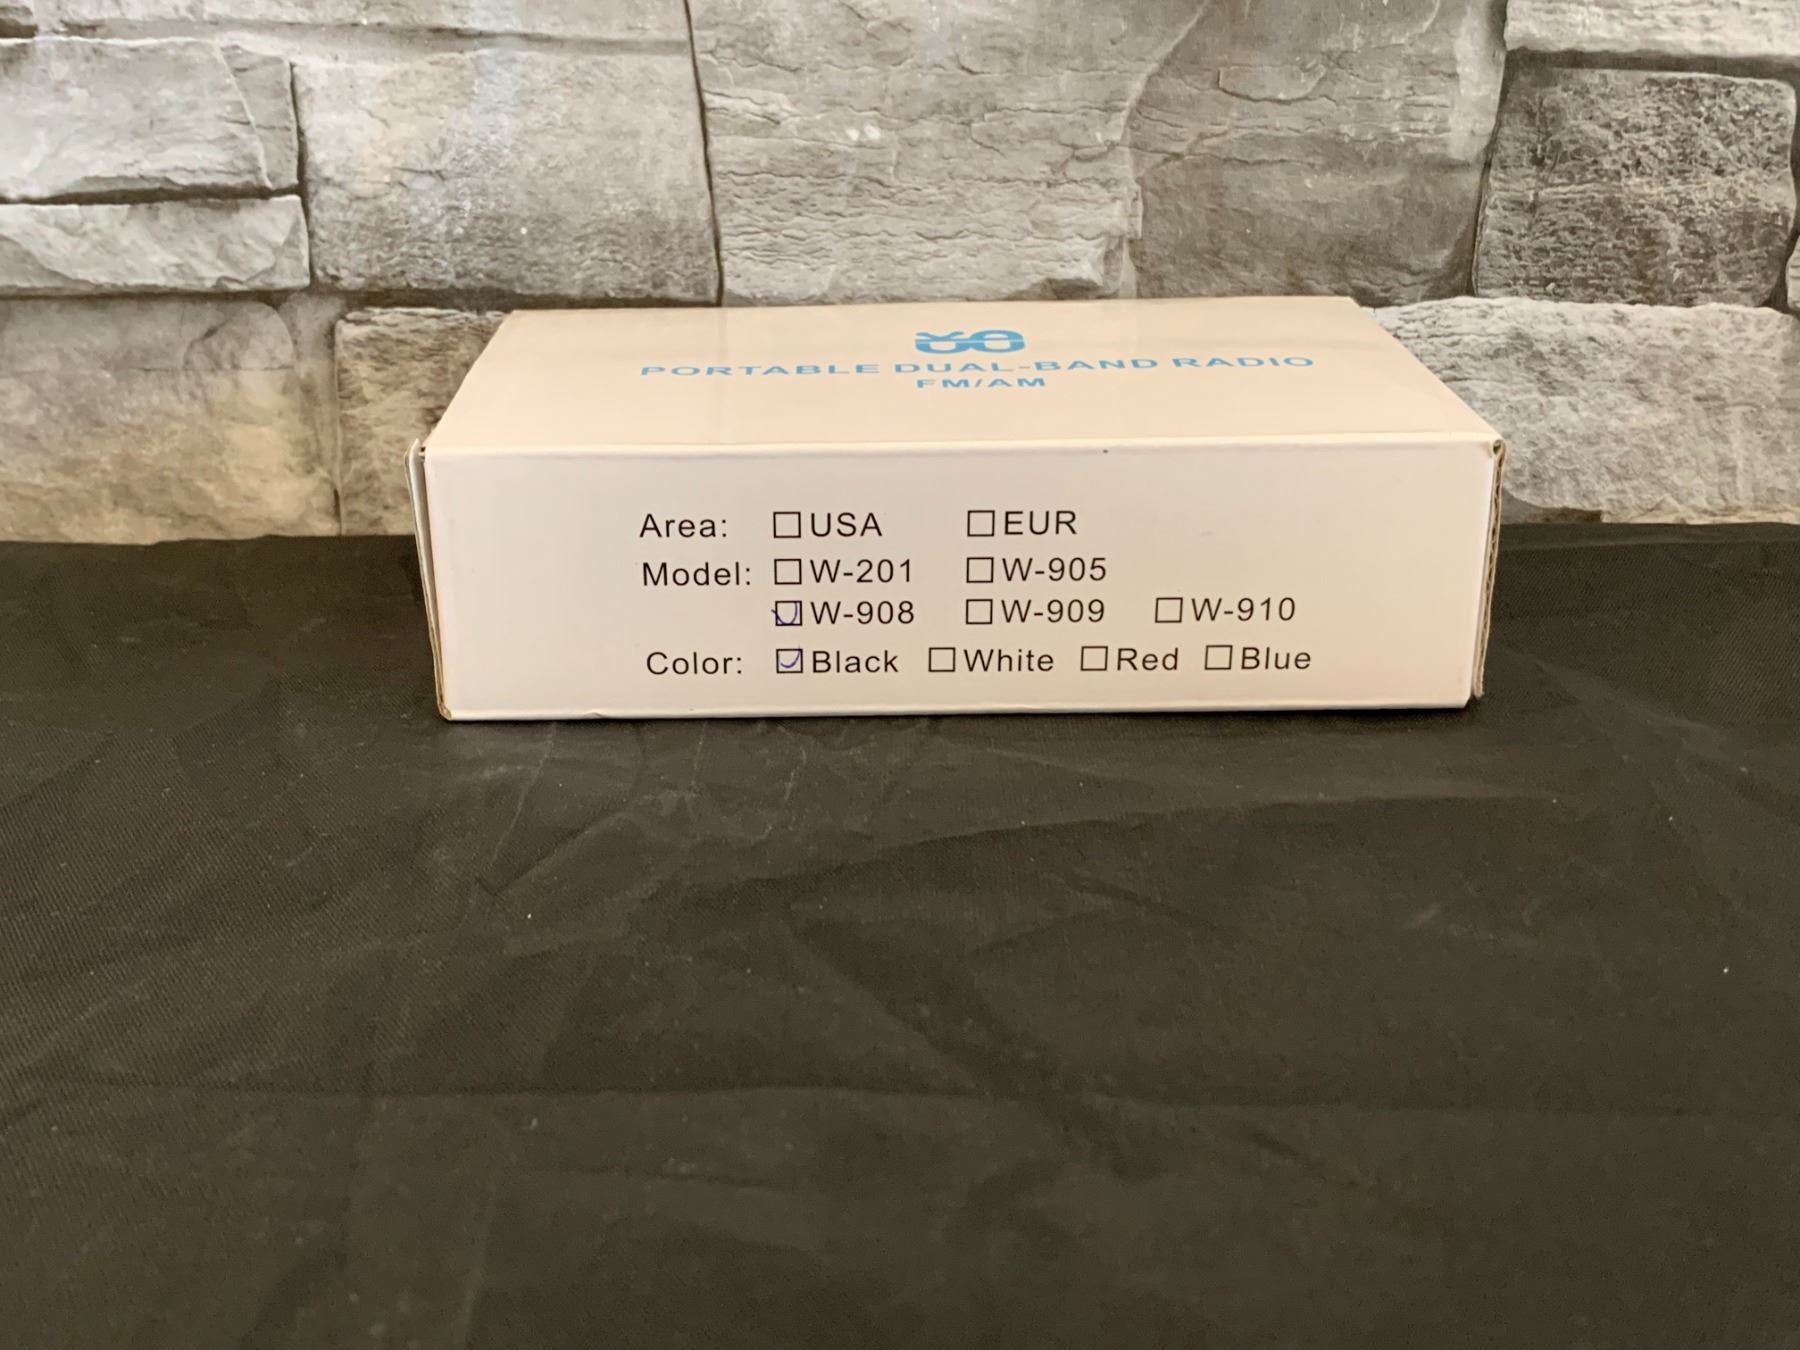 PORTABLE DUAL-BAND RADIO
FM/AM
Area: ☐USA ☐EUR
Model: ☐W-201 ☐W-905
☑W-908 ☐W-909 ☐W-910
Color: ☑Black ☐White ☐Red ☐Blue